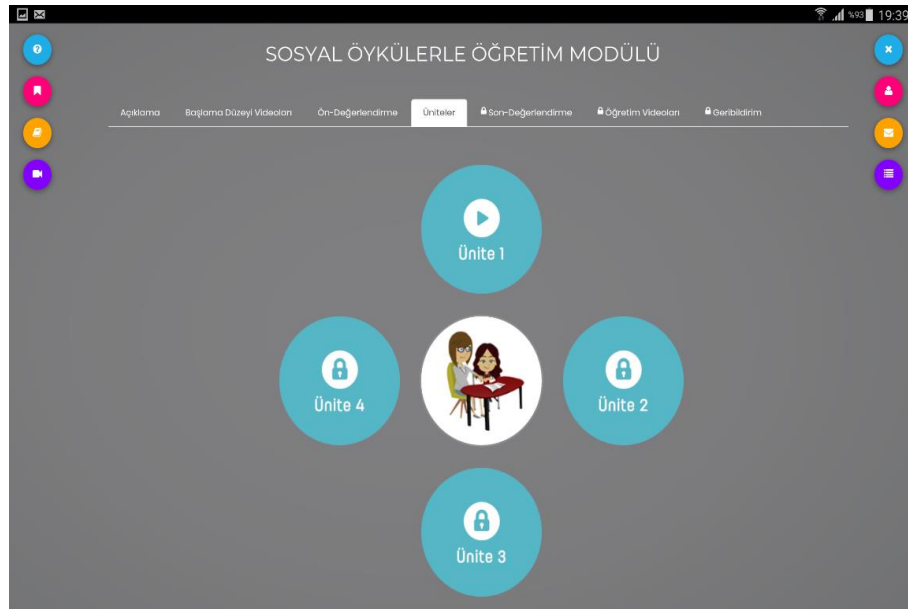 %93 19:39
SOSYAL ÖYKÜLERLE ÖĞRETİM MODÜLÜ
Açıklama Başlama Düzeyi Videoları Ön-Değerlendirme Üniteler Son-Değerlendirme Öğretim Videoları Geribildirim
Ünite 1
Ünite 4 Ünite 2
Ünite 3